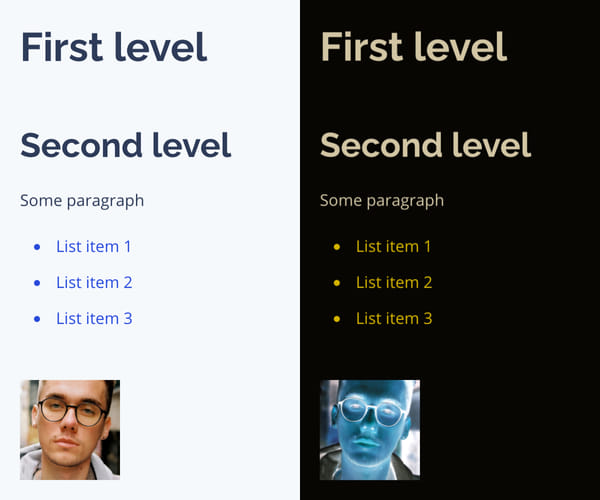 First level
Second level
Some paragraph
List item 1
List item 2
List item 3
First level
Second level
Some paragraph
List item 1
List item 2
List item 3